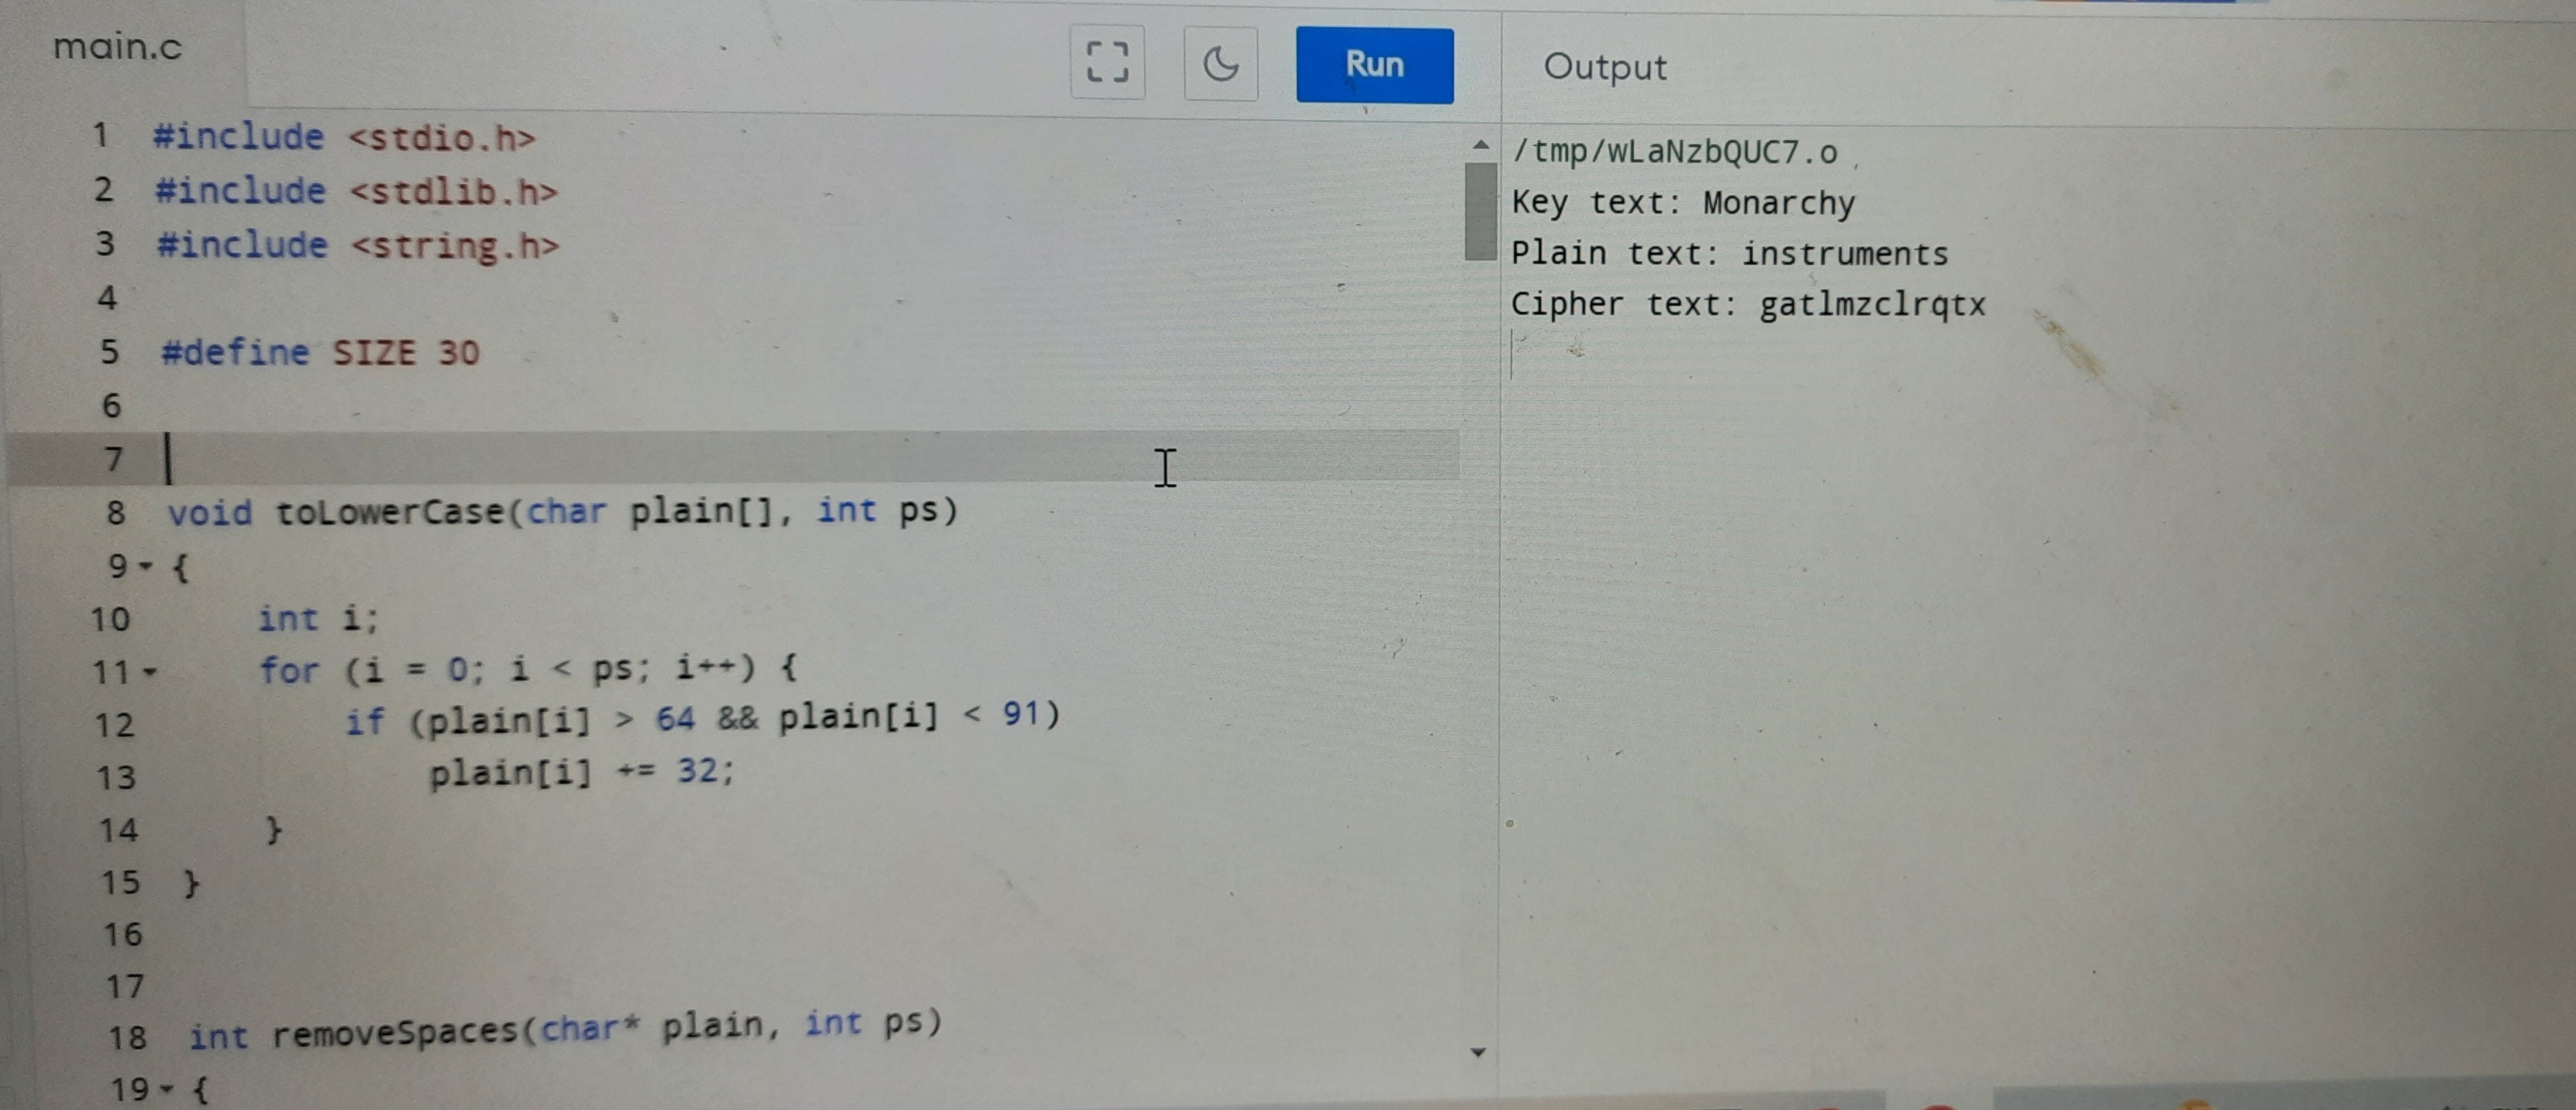 main.c
Run
1 #include <stdio.h>
2 #include <stdlib.h>
3 #include <string.h>
4
5 #define SIZE 30
6
7
8 void toLowerCase(char plain[], int ps)
9 {
10 int i;
11 for (i = 0; i < ps; i++) {
12 if (plain[i] > 64 && plain[i] < 91)
13 plain[i] += 32;
14 }
15 }
16
17
18 int removeSpaces(char* plain, int ps)
19 {
Output
/tmp/wLaNzbQUC7.o
Key text: Monarchy
Plain text: instruments
Cipher text: gatlmzclrqtx